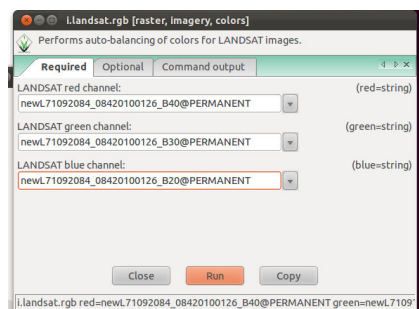 i.landsat.rgb [raster, imagery, colors]
Performs auto-balancing of colors for LANDSAT images.
Required Optional Command output
LANDSAT red channel: (red=string)
newL71092084_08420100126_B40@PERMANENT
LANDSAT green channel: (green=string)
newL71092084_08420100126_B30@PERMANENT
LANDSAT blue channel: (blue=string)
newL71092084_08420100126_B20@PERMANENT
Close Run Copy
i.landsat.rgb red=newL71092084_08420100126_B40@PERMANENT green=newL7109